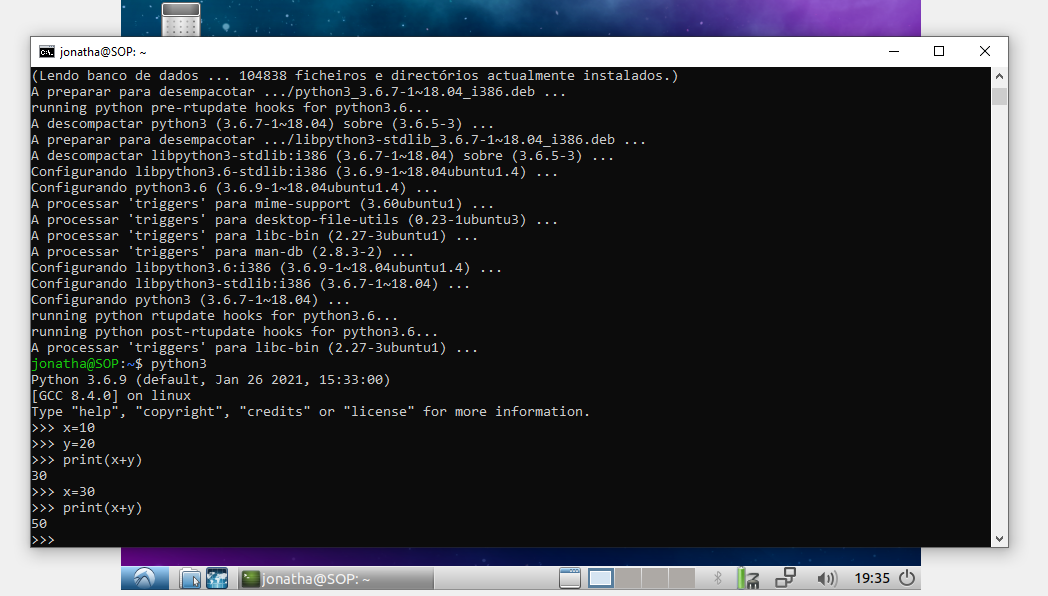 jonatha@SOP: ~
(Lendo banco de dados ... 104838 ficheiros e directórios actualmente instalados.)
A preparar para desempacotar .../python3_3.6.7-1~18.04_i386.deb ...
running python pre-rtupdate hooks for python3.6...
A descompactar python3 (3.6.7-1~18.04) sobre (3.6.5-3) ...
A preparar para desempacotar .../libpython3-stdlib_3.6.7-1~18.04_i386.deb ...
A descompactar libpython3-stdlib:i386 (3.6.7-1~18.04) sobre (3.6.5-3) ...
Configurando libpython3.6-stdlib:i386 (3.6.9-1~18.04ubuntu1.4) ...
Configurando python3.6 (3.6.9-1~18.04ubuntu1.4) ...
A processar 'triggers' para mime-support (3.60ubuntu1) ...
A processar 'triggers' para desktop-file-utils (0.23-1ubuntu3) ...
A processar 'triggers' para libc-bin (2.27-3ubuntu1) ...
A processar 'triggers' para man-db (2.8.3-2) ...
Configurando libpython3.6:i386 (3.6.9-1~18.04ubuntu1.4) ...
Configurando libpython3-stdlib:i386 (3.6.7-1~18.04) ...
Configurando python3 (3.6.7-1~18.04) ...
running python rtupdate hooks for python3.6...
running python post-rtupdate hooks for python3.6...
A processar 'triggers' para libc-bin (2.27-3ubuntu1) ...
jonatha@SOP:~$ python3
Python 3.6.9 (default, Jan 26 2021, 15:33:00)
[GCC 8.4.0] on linux
Type "help", "copyright", "credits" or "license" for more information.
>>> x=10
>>> y=20
>>> print(x+y)
30
>>> x=30
>>> print(x+y)
50
>>>
jonatha@SOP: ~ 19:35